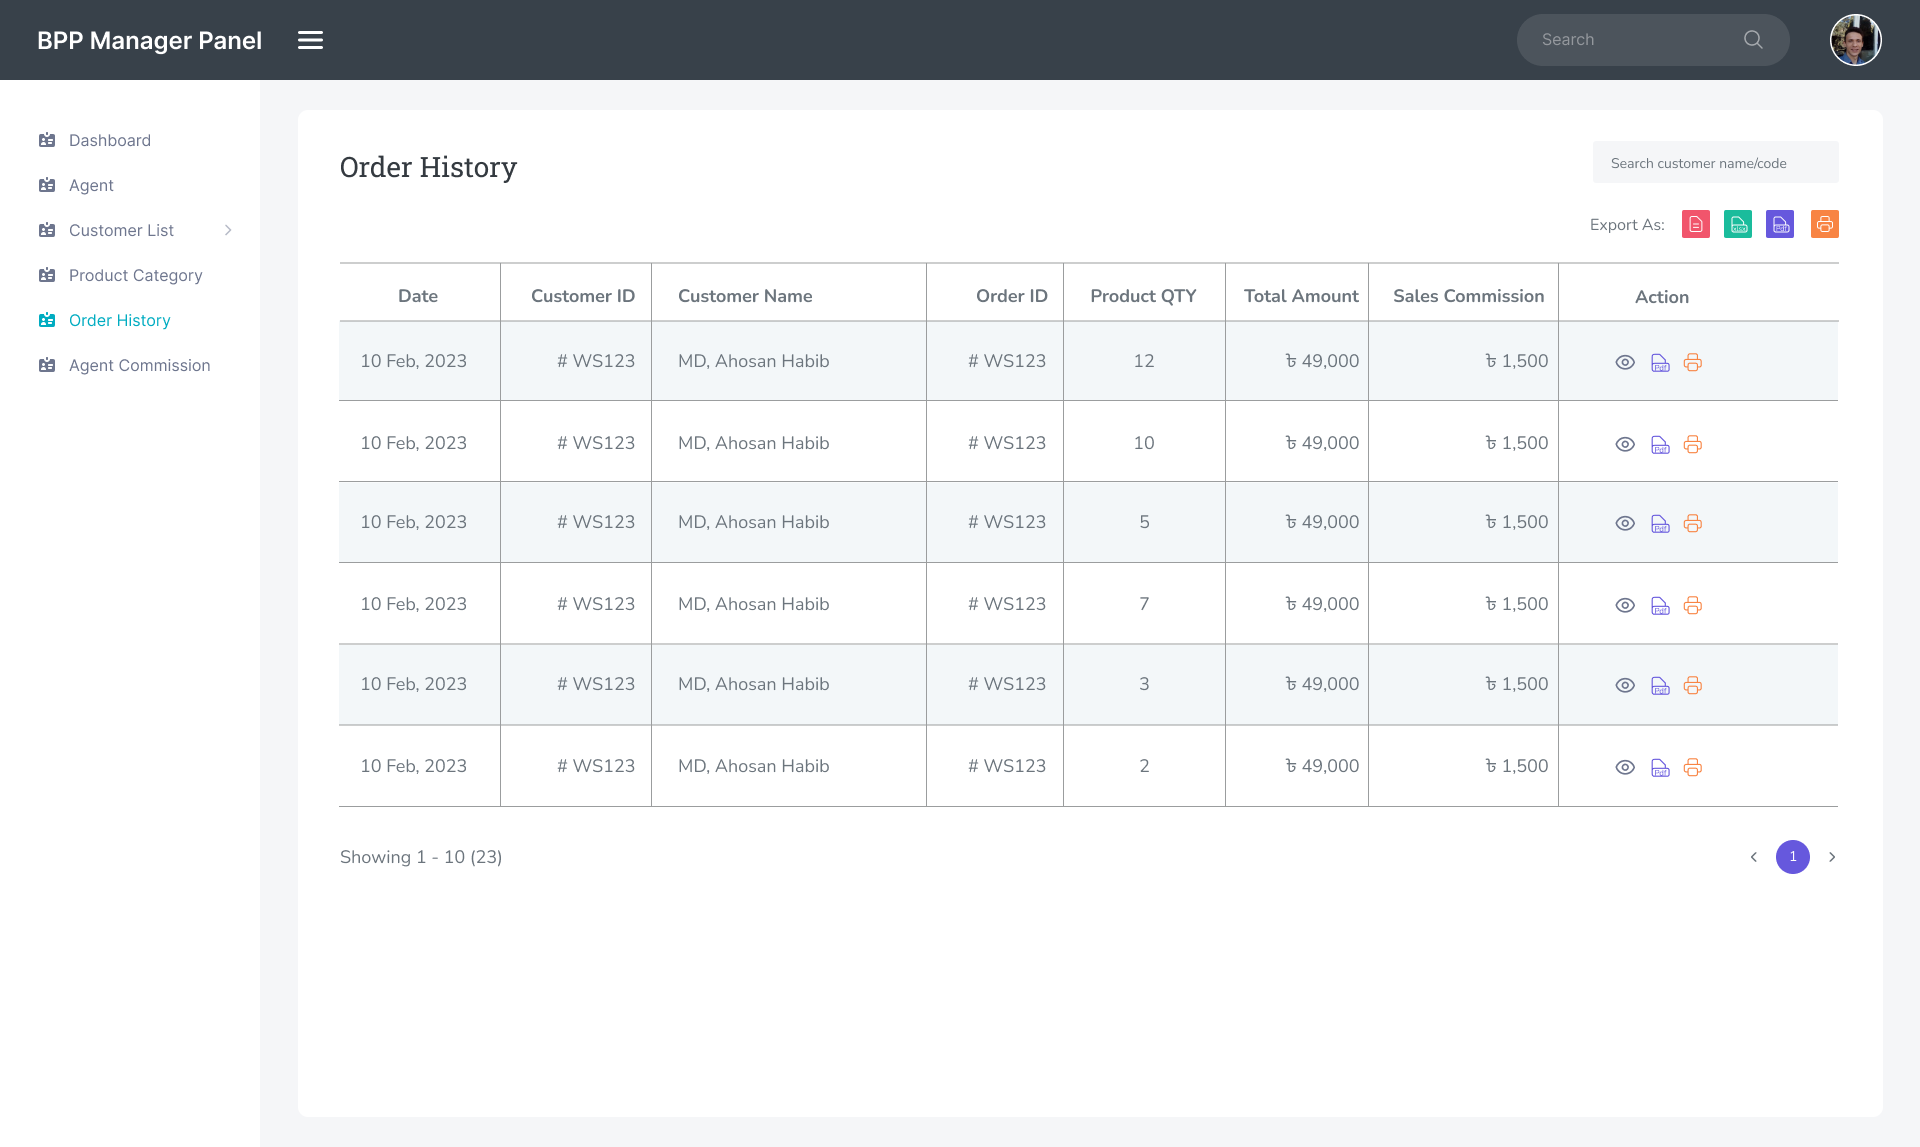 BPP Manager Panel
Search
Dashboard
Agent
Customer List
Product Category
Order History
Agent Commission
Order History
Search customer name/code
Export As:
Date Customer ID Customer Name Order ID Product QTY Total Amount Sales Commission Action
10 Feb, 2023 # WS123 MD, Ahosan Habib # WS123 12 ৳ 49,000 ৳ 1,500 Pdf
10 Feb, 2023 # WS123 MD, Ahosan Habib # WS123 10 ৳ 49,000 ৳ 1,500 Pdf
10 Feb, 2023 # WS123 MD, Ahosan Habib # WS123 5 ৳ 49,000 ৳ 1,500 Pdf
10 Feb, 2023 # WS123 MD, Ahosan Habib # WS123 7 ৳ 49,000 ৳ 1,500 Pdf
10 Feb, 2023 # WS123 MD, Ahosan Habib # WS123 3 ৳ 49,000 ৳ 1,500 Pdf
10 Feb, 2023 # WS123 MD, Ahosan Habib # WS123 2 ৳ 49,000 ৳ 1,500 Pdf
Showing 1 - 10 (23)
1